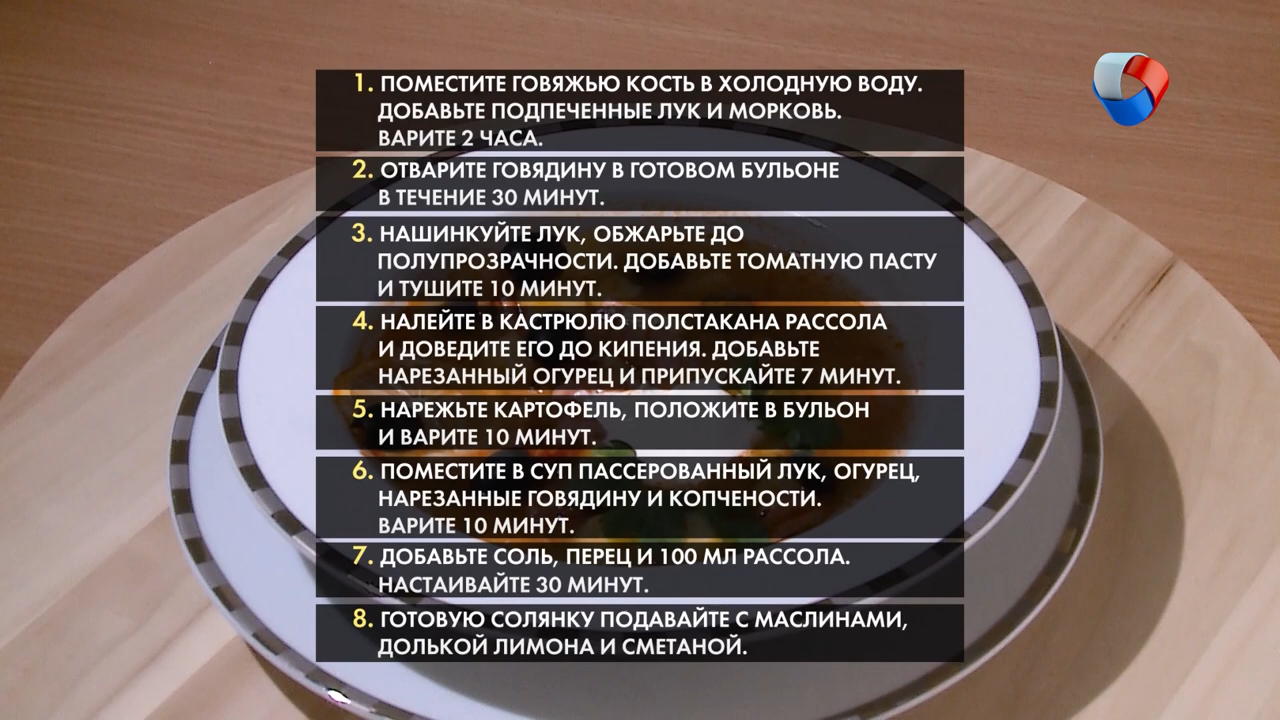 1. ПОМЕСТИТЕ ГОВЯЖЬЮ КОСТЬ В ХОЛОДНУЮ ВОДУ.
ДОБАВЬТЕ ПОДПЕЧЕННЫЕ ЛУК И МОРКОВЬ.
ВАРИТЕ 2 ЧАСА.
2. ОТВАРИТЕ ГОВЯДИНУ В ГОТОВОМ БУЛЬОНЕ
В ТЕЧЕНИЕ 30 МИНУТ.
3. НАШИНКУЙТЕ ЛУК, ОБЖАРЬТЕ ДО
ПОЛУПРОЗРАЧНОСТИ. ДОБАВЬТЕ ТОМАТНУЮ ПАСТУ
И ТУШИТЕ 10 МИНУТ.
4. НАЛЕЙТЕ В КАСТРЮЛЮ ПОЛСТАКАНА РАССОЛА
И ДОВЕДИТЕ ЕГО ДО КИПЕНИЯ. ДОБАВЬТЕ
НАРЕЗАННЫЙ ОГУРЕЦ И ПРИПУСКАЙТЕ 7 МИНУТ.
5. НАРЕЖЬТЕ КАРТОФЕЛЬ, ПОЛОЖИТЕ В БУЛЬОН
И ВАРИТЕ 10 МИНУТ.
6. ПОМЕСТИТЕ В СУП ПАССЕРОВАННЫЙ ЛУК, ОГУРЕЦ,
НАРЕЗАННЫЕ ГОВЯДИНУ И КОПЧЕНОСТИ.
ВАРИТЕ 10 МИНУТ.
7. ДОБАВЬТЕ СОЛЬ, ПЕРЕЦ И 100 МЛ РАССОЛА.
НАСТАИВАЙТЕ 30 МИНУТ.
8. ГОТОВУЮ СОЛЯНКУ ПОДАВАЙТЕ С МАСЛИНАМИ,
ДОЛЬКОЙ ЛИМОНА И СМЕТАНОЙ.